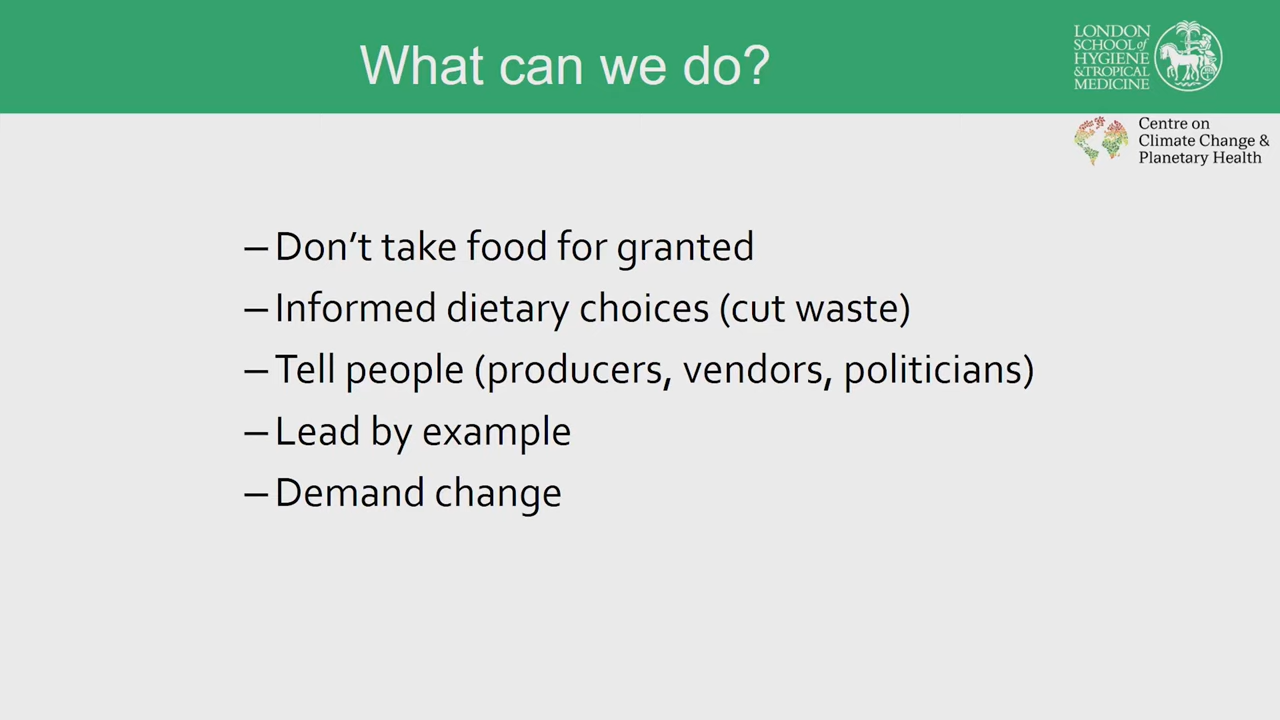 What can we do?
LONDON
SCHOOL of
HYGIENE
& TROPICAL
MEDICINE
Centre on
Climate Change &
Planetary Health
– Don’t take food for granted
– Informed dietary choices (cut waste)
– Tell people (producers, vendors, politicians)
– Lead by example
– Demand change